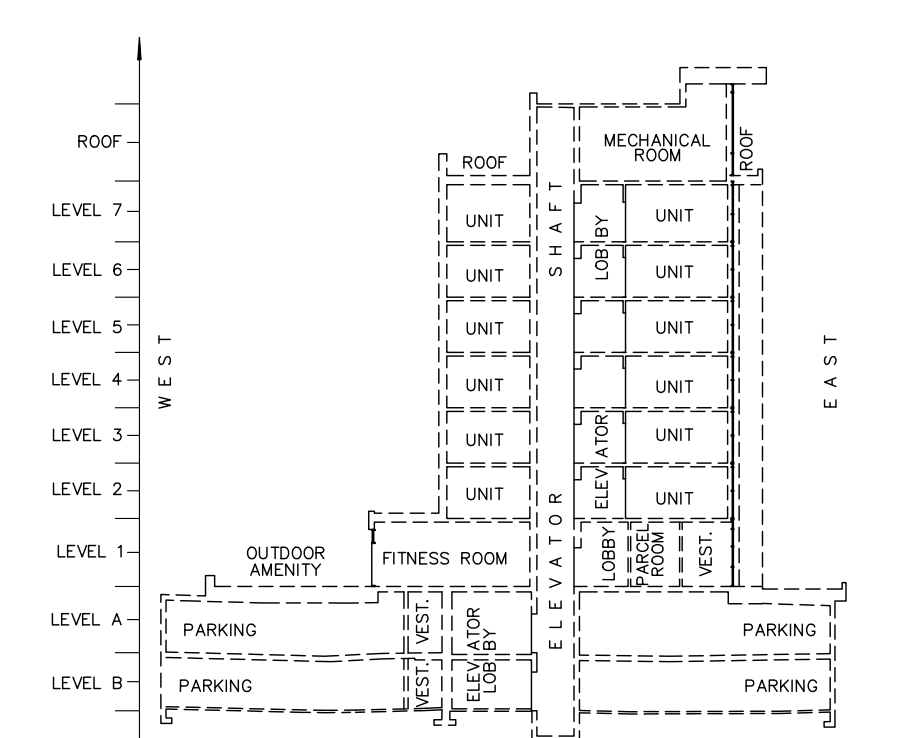 MECHANICAL
ROOM
ROOF
ROOF
ROOF
LEVEL 7
UNIT
UNIT
LEVEL 6
UNIT
UNIT
LEVEL 5
UNIT
UNIT
LEVEL 4
UNIT
UNIT
LEVEL 3
UNIT
UNIT
LEVEL 2
UNIT
UNIT
WEST
ELEVATOR SHAFT
ELEVATOR LOBBY
EAST
LEVEL 1
OUTDOOR
AMENITY
FITNESS ROOM
LOBBY
PARCEL
ROOM
VEST.
LEVEL A
PARKING
VEST.
ELEVATOR
LOBBY
PARKING
LEVEL B
PARKING
VEST.
PARKING